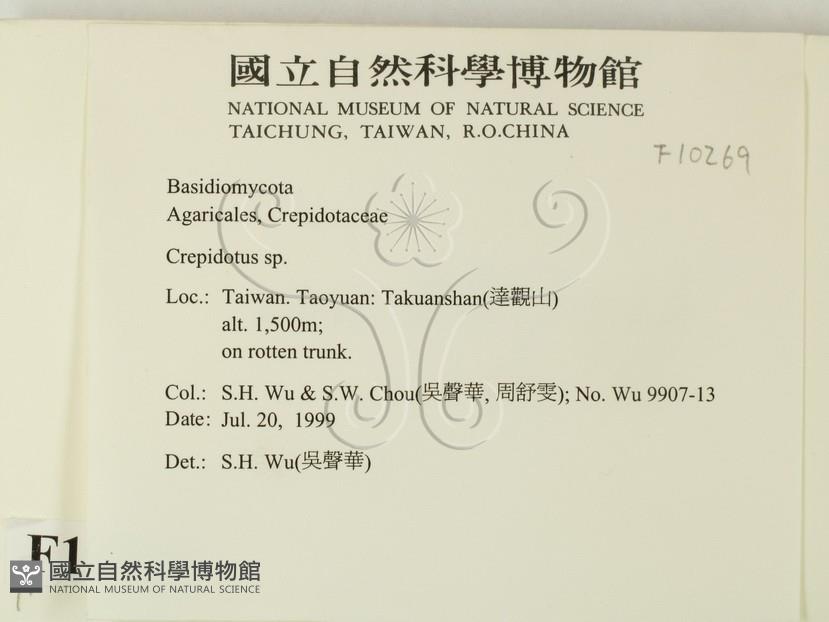 國立自然科學博物館
NATIONAL MUSEUM OF NATURAL SCIENCE
TAICHUNG, TAIWAN, R.O.CHINA
F10269
Basidiomycota
Agaricales, Crepidotaceae
Crepidotus sp.
Loc.: Taiwan. Taoyuan: Takuanshan(達觀山)
alt. 1,500m;
on rotten trunk.
Col.: S.H. Wu & S.W. Chou(吳聲華, 周舒雯); No. Wu 9907-13
Date: Jul. 20, 1999
Det.: S.H. Wu(吳聲華)
F1
國立自然科學博物館
NATIONAL MUSEUM OF NATURAL SCIENCE